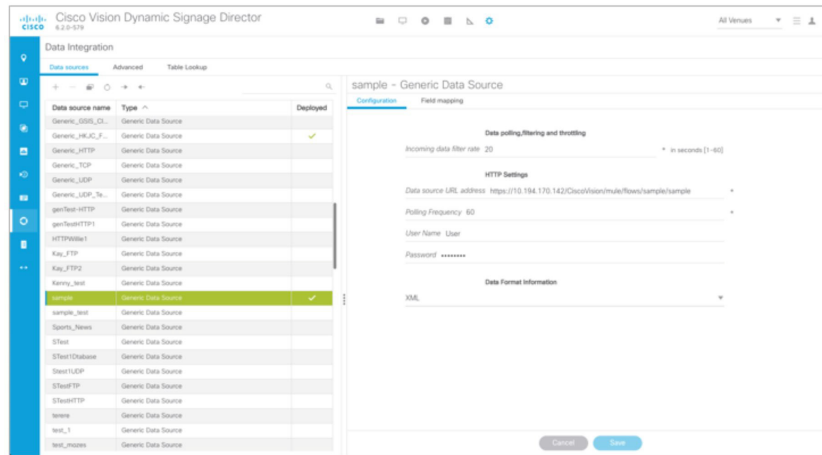 CISCO
Cisco Vision Dynamic Signage Director
6.2.0-579
All Venues
Data Integration
Data sources
Advanced
Table Lookup
Data source name
Type
Deployed
Generic_GSIS_Cl...
Generic Data Source
Generic_HKJC_F...
Generic Data Source
Generic_HTTP
Generic Data Source
Generic_TCP
Generic Data Source
Generic_UDP
Generic Data Source
Generic_UDP_Te...
Generic Data Source
genTest-HTTP
Generic Data Source
genTestHTTP1
Generic Data Source
HTTPWillie1
Generic Data Source
Kay_FTP
Generic Data Source
Kay_FTP2
Generic Data Source
Kenny_test
Generic Data Source
sample
Generic Data Source
sample_test
Generic Data Source
Sports_News
Generic Data Source
STest
Generic Data Source
STest1Dtabase
Generic Data Source
Stest1UDP
Generic Data Source
STestFTP
Generic Data Source
STestHTTP
Generic Data Source
terere
Generic Data Source
test_1
Generic Data Source
test_mozes
Generic Data Source
sample - Generic Data Source
Configuration
Field mapping
Data polling,filtering and throttling
Incoming data filter rate 20 * in seconds [1-60]
HTTP Settings
Data source URL address https://10.194.170.142/CiscoVision/mule/flows/sample/sample *
Polling Frequency 60 *
User Name User
Password ••••••••
Data Format Information
XML
Cancel
Save